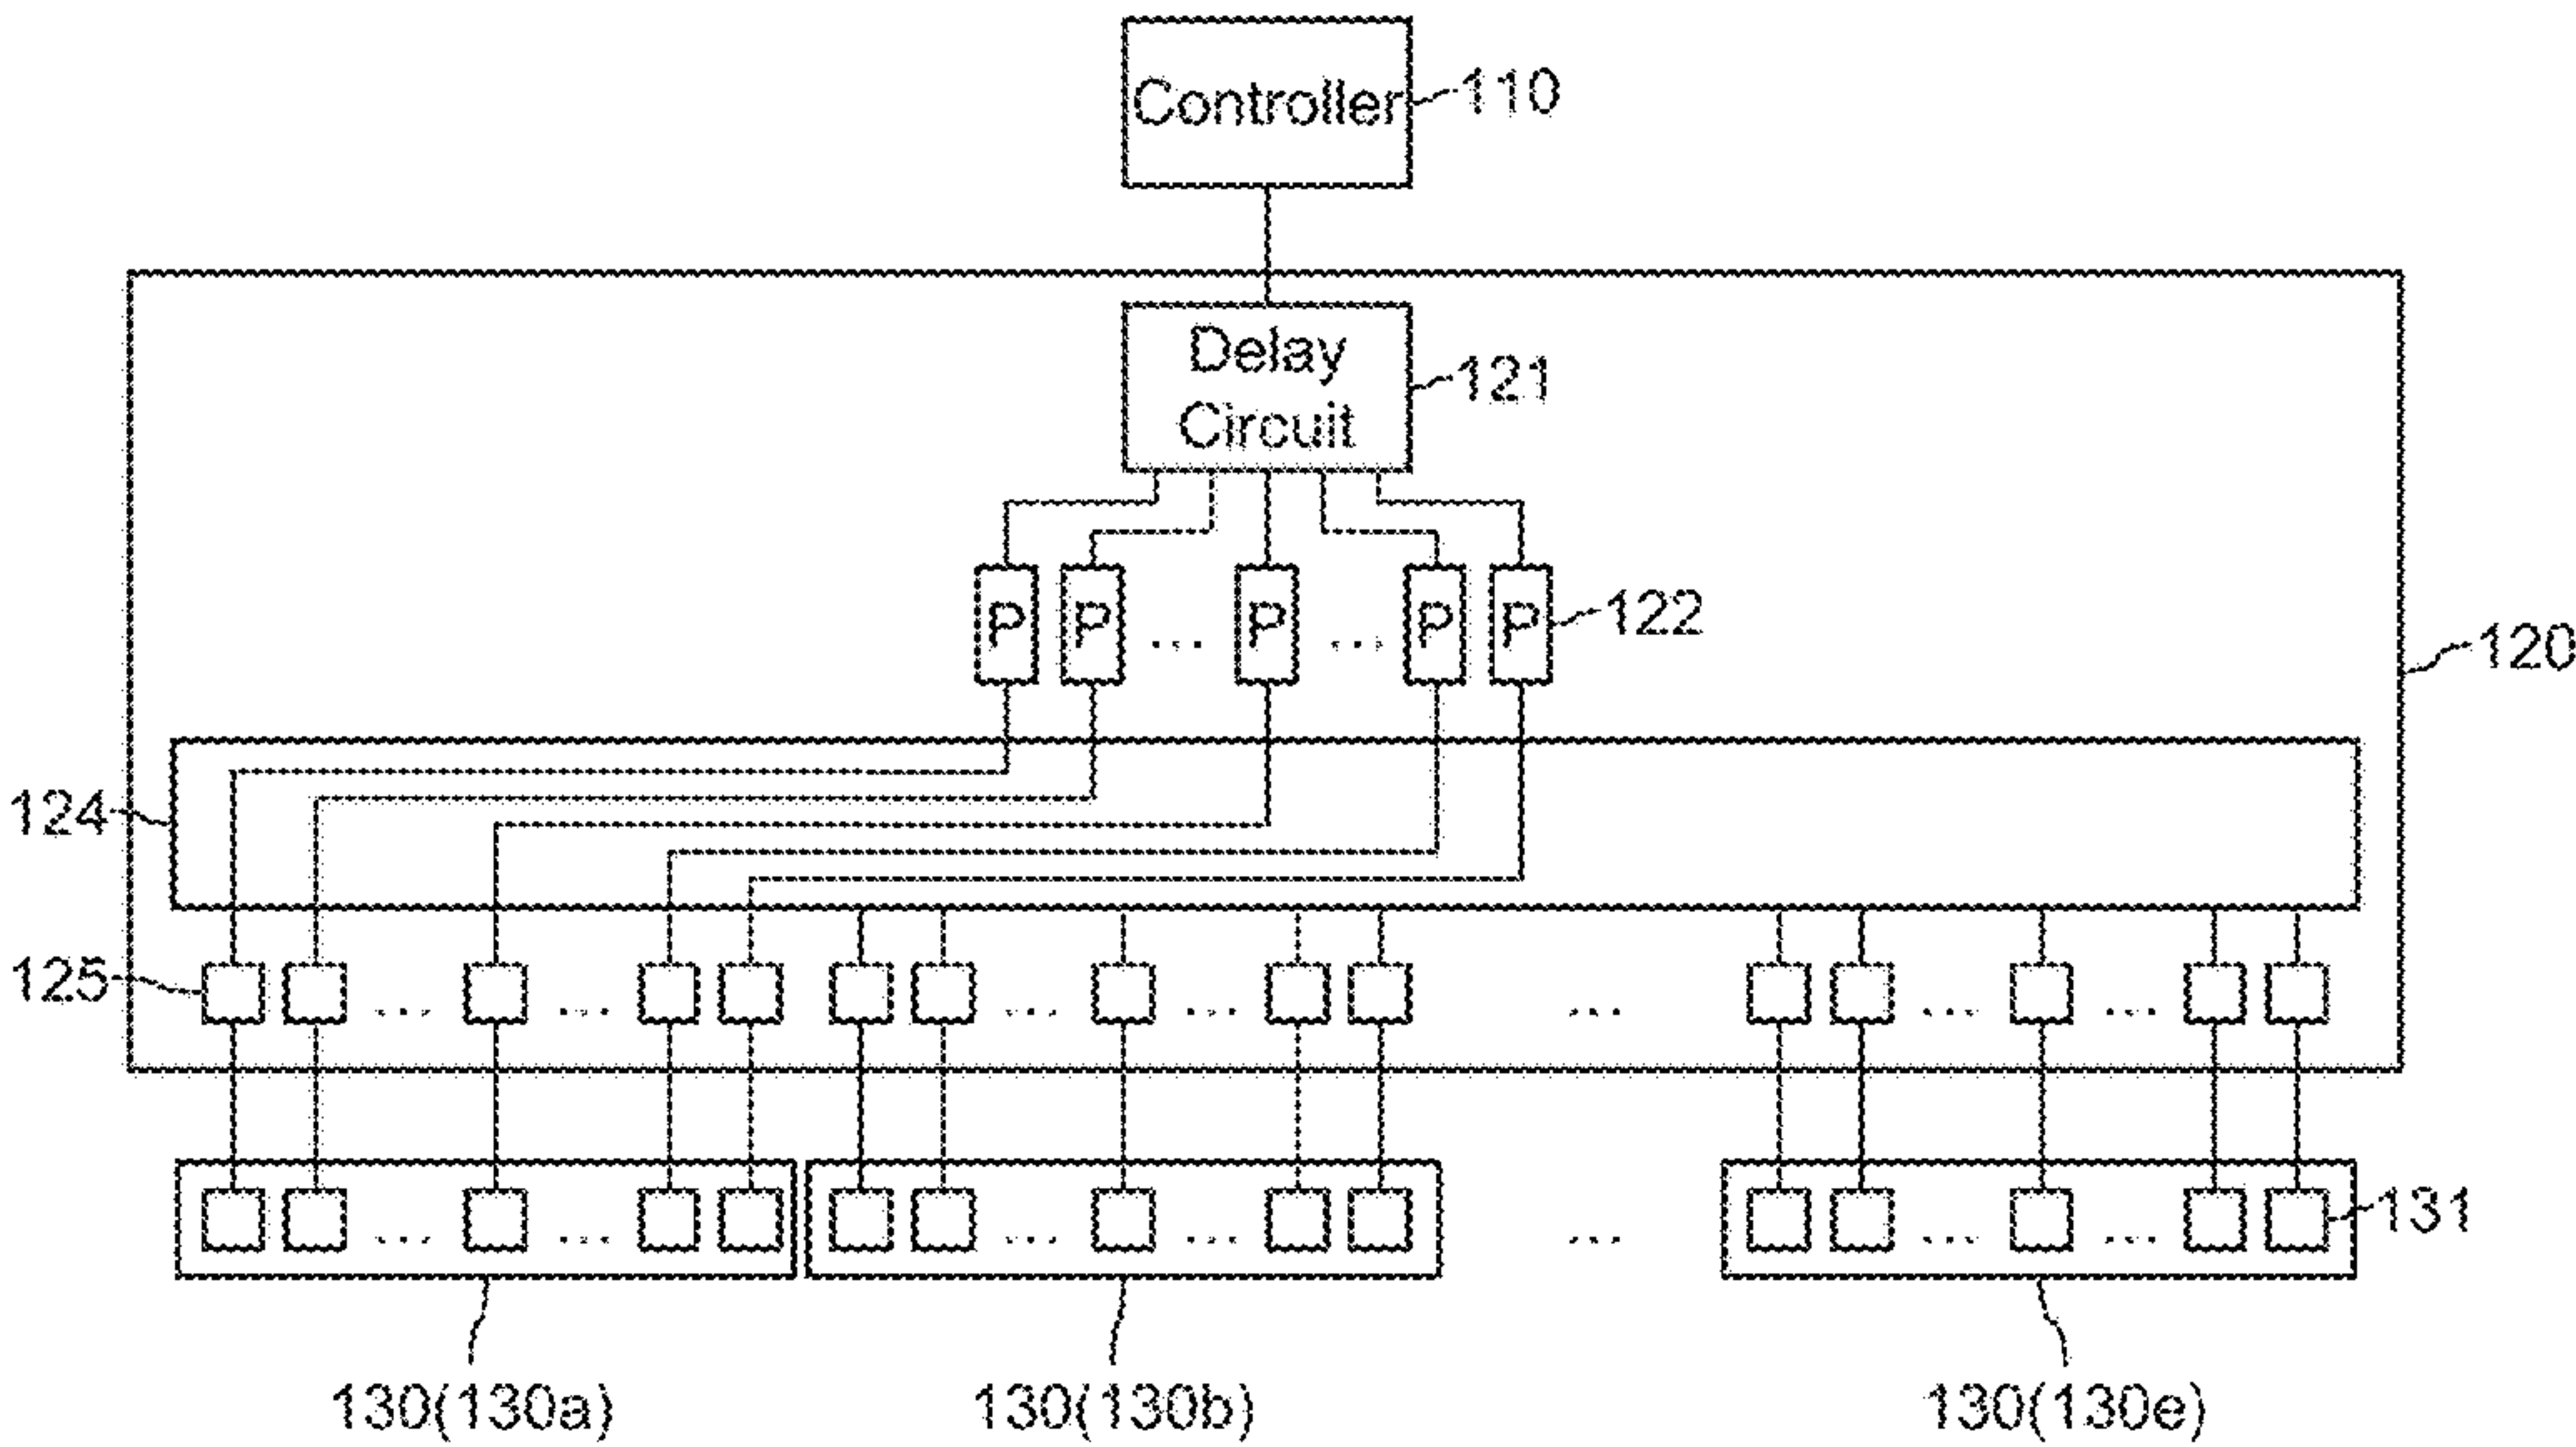 Controller
110
Delay
Circuit
121
P P ... P ... P P
122
120
124
125
... ... ... ... ... ... ...
... ... ... ... ... ... ...
131
130(130a)
130(130b)
130(130e)